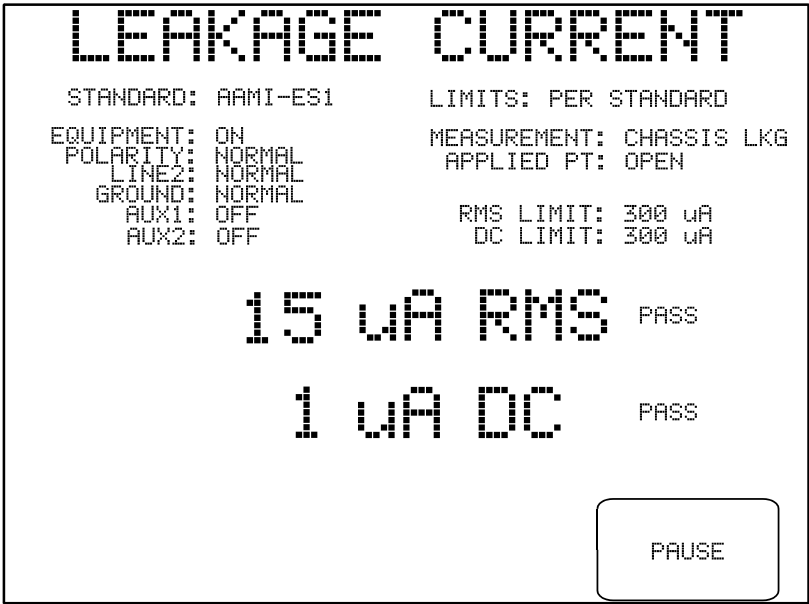 LEAKAGE CURRENT
STANDARD: AAMI-ES1
LIMITS: PER STANDARD
EQUIPMENT: ON
POLARITY: NORMAL
LINE2: NORMAL
GROUND: NORMAL
AUX1: OFF
AUX2: OFF
MEASUREMENT: CHASSIS LKG
APPLIED PT: OPEN
RMS LIMIT: 300 uA
DC LIMIT: 300 uA
15 uA RMS PASS
1 uA DC PASS
PAUSE